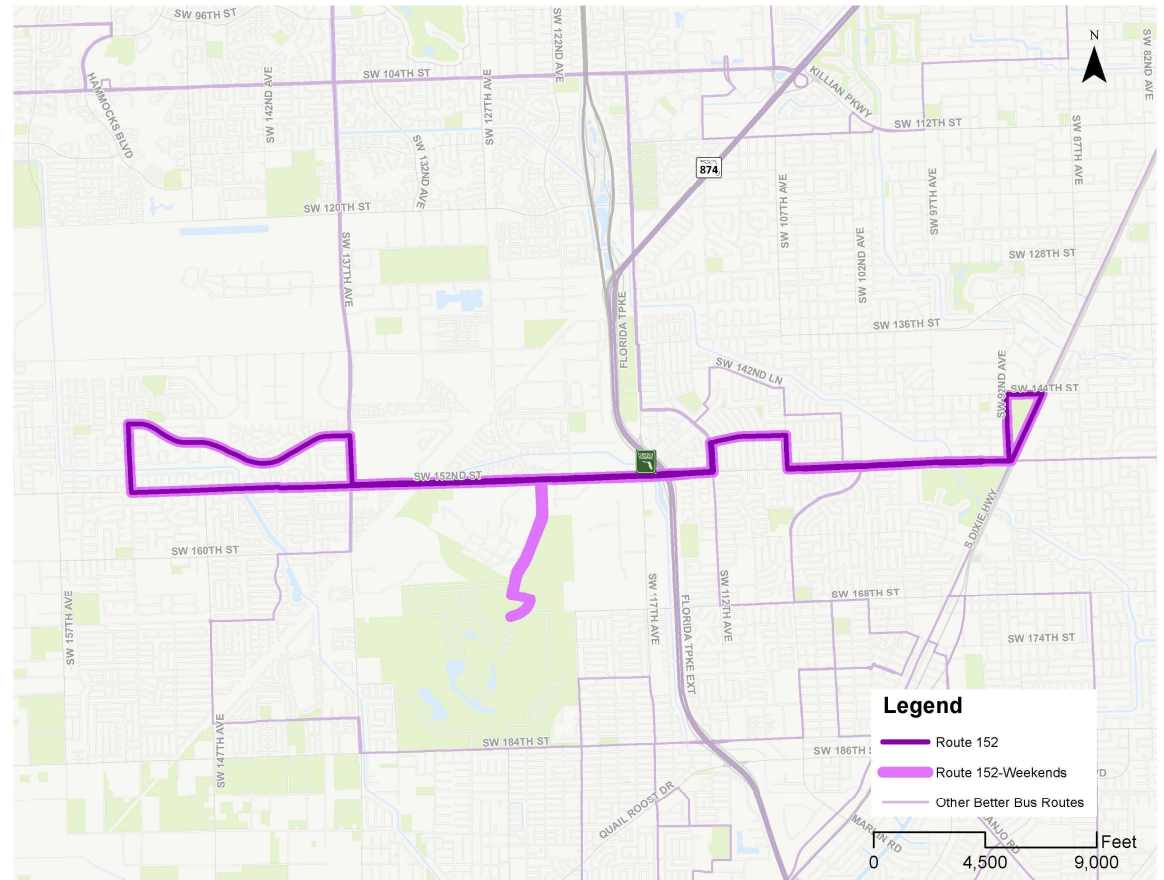 SW 96TH ST
SW 122ND AVE
N
SW 82ND AVE
SW 104TH ST
HAMMOCKS BLVD
SW 142ND AVE
SW 127TH AVE
KILLIAN PKWY
SW 112TH ST
SW 87TH AVE
SW 132ND AVE
874
SW 107TH AVE
SW 97TH AVE
SW 120TH ST
SW 137TH AVE
SW 102ND AVE
SW 128TH ST
FLORIDA TPKE
SW 136TH ST
SW 142ND LN
SW 92ND AVE
SW 144TH ST
SW 152ND ST
S DIXIE HWY
SW 160TH ST
SW 157TH AVE
SW 117TH AVE
FLORIDA TPKE EXT
SW 112TH AVE
SW 168TH ST
SW 174TH ST
SW 147TH AVE
SW 184TH ST
SW 186TH S
QUAIL ROOST DR
MARLIN RD
Legend
Route 152
Route 152-Weekends
Other Better Bus Routes
Feet
0 4,500 9,000